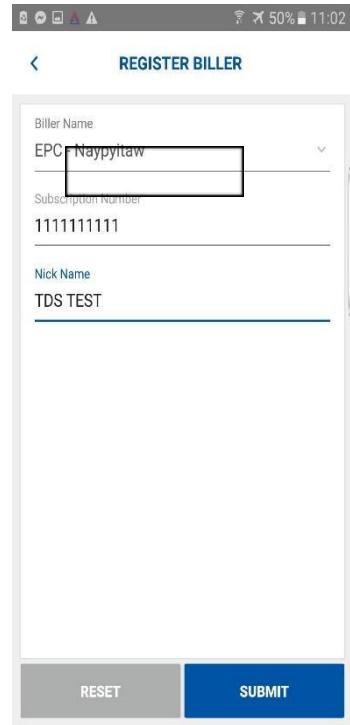 50% 11:02
REGISTER BILLER
Biller Name
EPC - Naypyitaw
Subscription Number
1111111111
Nick Name
TDS TEST
RESET
SUBMIT